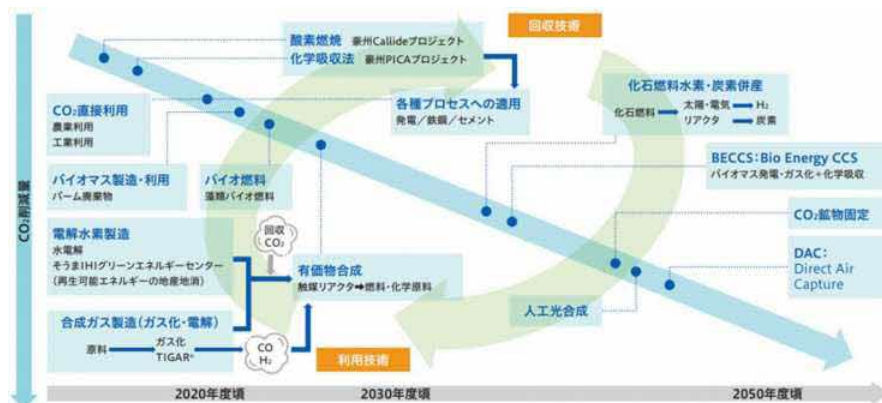 酸素燃焼 豪州Callideプロジェクト
化学吸収法 豪州PICAプロジェクト
回収技術
CO₂直接利用
農業利用
工業利用
各種プロセスへの適用
発電／鉄鋼／セメント
化石燃料水素・炭素併産
化石燃料 太陽・電気 H₂
リアクタ 炭素
バイオマス製造・利用
パーム廃棄物
バイオ燃料
藻類バイオ燃料
BECCS：Bio Energy CCS
バイオマス発電・ガス化＋化学吸収
CO₂削減量
電解水素製造
水電解
そうまIHIグリーンエネルギーセンター
（再生可能エネルギーの地産地消）
回収
CO₂
有価物合成
触媒リアクタ➡燃料・化学原料
CO₂鉱物固定
DAC：
Direct Air
Capture
人工光合成
合成ガス製造（ガス化・電解）
原料 ガス化
TIGAR®
CO
H₂
利用技術
2020年度頃 2030年度頃 2050年度頃